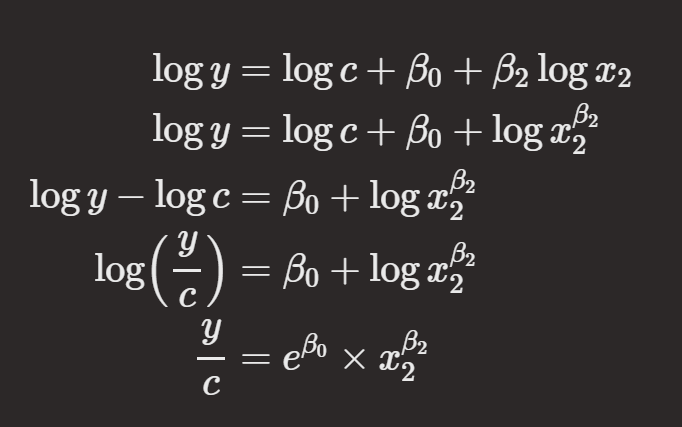 log y = log c + β₀ + β₂ log x₂
log y = log c + β₀ + log x₂^β₂
log y − log c = β₀ + log x₂^β₂
log(y/c) = β₀ + log x₂^β₂
y/c = e^β₀ × x₂^β₂